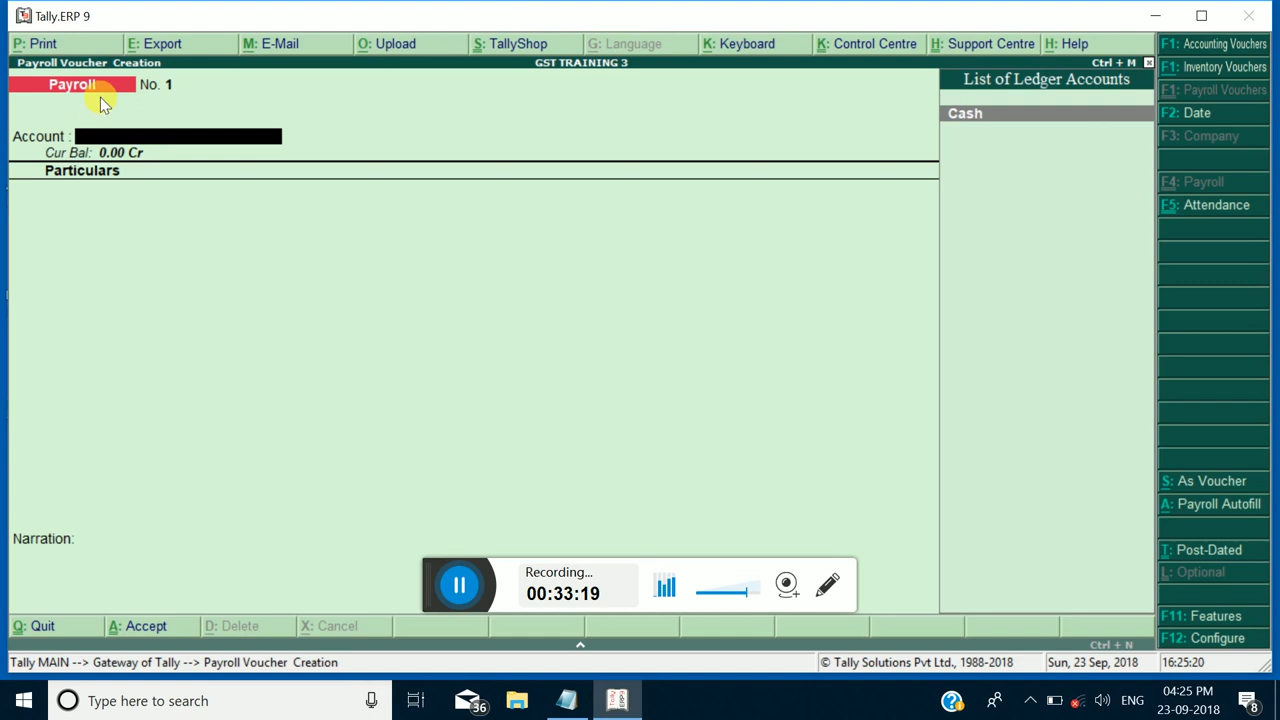 Tally.ERP 9
P: Print E: Export M: E-Mail O: Upload S: TallyShop G: Language K: Keyboard K: Control Centre H: Support Centre H: Help
Payroll Voucher Creation GST TRAINING 3 Ctrl + M
Payroll No. 1
Account :
Cur Bal: 0.00 Cr
Particulars
Narration:
List of Ledger Accounts
Cash
F1: Accounting Vouchers
F1: Inventory Vouchers
F1: Payroll Vouchers
F2: Date
F3: Company
F4: Payroll
F5: Attendance
S: As Voucher
A: Payroll Autofill
T: Post-Dated
L: Optional
F11: Features
F12: Configure
Recording...
00:33:19
Q: Quit A: Accept D: Delete X: Cancel
Ctrl + N
Tally MAIN --> Gateway of Tally --> Payroll Voucher Creation © Tally Solutions Pvt Ltd., 1988-2018 Sun, 23 Sep, 2018 16:25:20
Type here to search 36 ENG 04:25 PM
23-09-2018 8